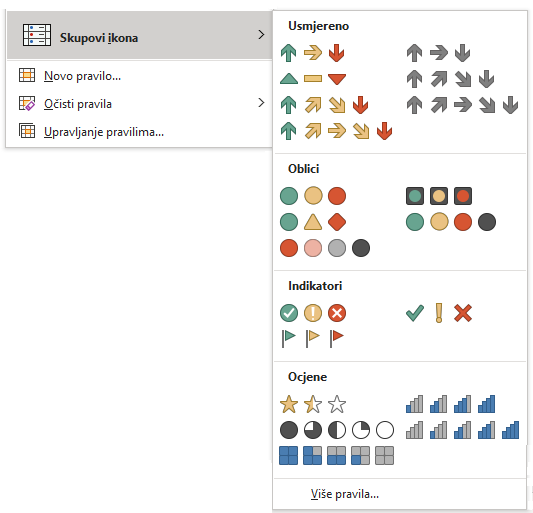 Skupovi ikona
Novo pravilo...
Očisti pravila
Upravljanje pravilima...
Usmjereno
Oblici
Indikatori
Ocjene
Više pravila...